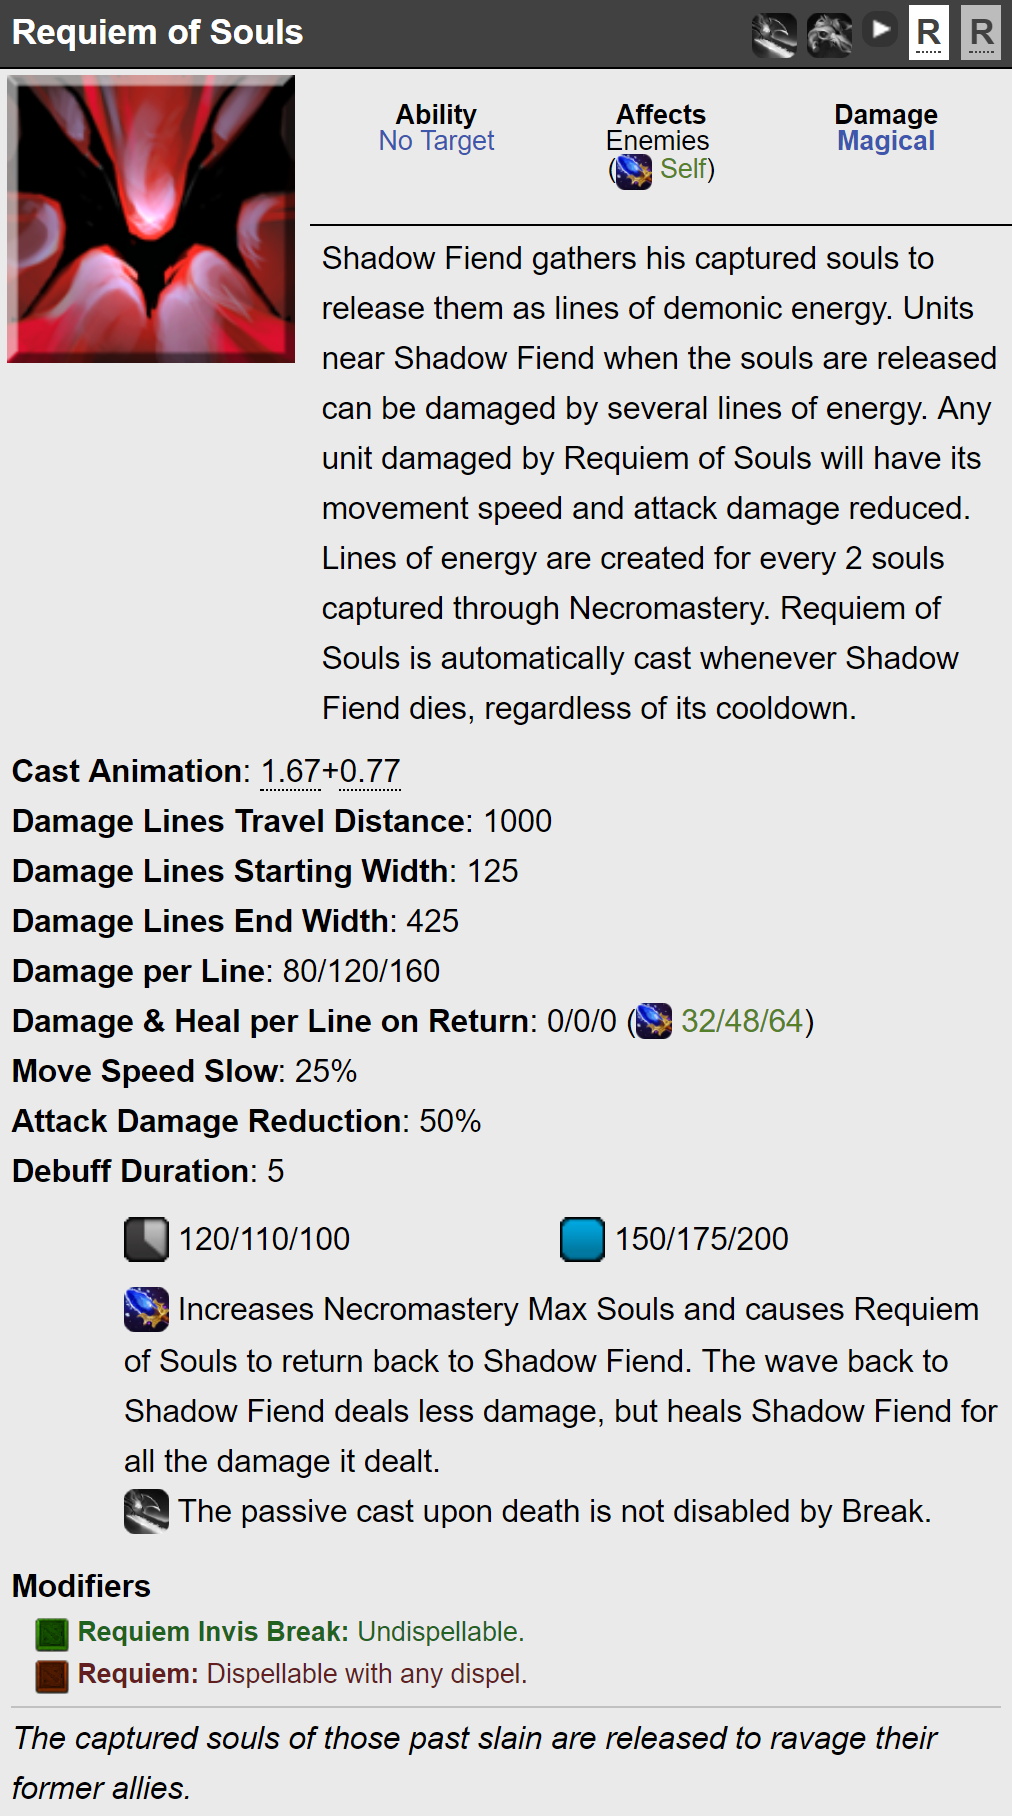 Requiem of Souls
R R
Ability
No Target
Affects
Enemies
( Self)
Damage
Magical
Shadow Fiend gathers his captured souls to
release them as lines of demonic energy. Units
near Shadow Fiend when the souls are released
can be damaged by several lines of energy. Any
unit damaged by Requiem of Souls will have its
movement speed and attack damage reduced.
Lines of energy are created for every 2 souls
captured through Necromastery. Requiem of
Souls is automatically cast whenever Shadow
Fiend dies, regardless of its cooldown.
Cast Animation: 1.67+0.77
Damage Lines Travel Distance: 1000
Damage Lines Starting Width: 125
Damage Lines End Width: 425
Damage per Line: 80/120/160
Damage & Heal per Line on Return: 0/0/0 ( 32/48/64)
Move Speed Slow: 25%
Attack Damage Reduction: 50%
Debuff Duration: 5
120/110/100 150/175/200
Increases Necromastery Max Souls and causes Requiem
of Souls to return back to Shadow Fiend. The wave back to
Shadow Fiend deals less damage, but heals Shadow Fiend for
all the damage it dealt.
The passive cast upon death is not disabled by Break.
Modifiers
Requiem Invis Break: Undispellable.
Requiem: Dispellable with any dispel.
The captured souls of those past slain are released to ravage their
former allies.